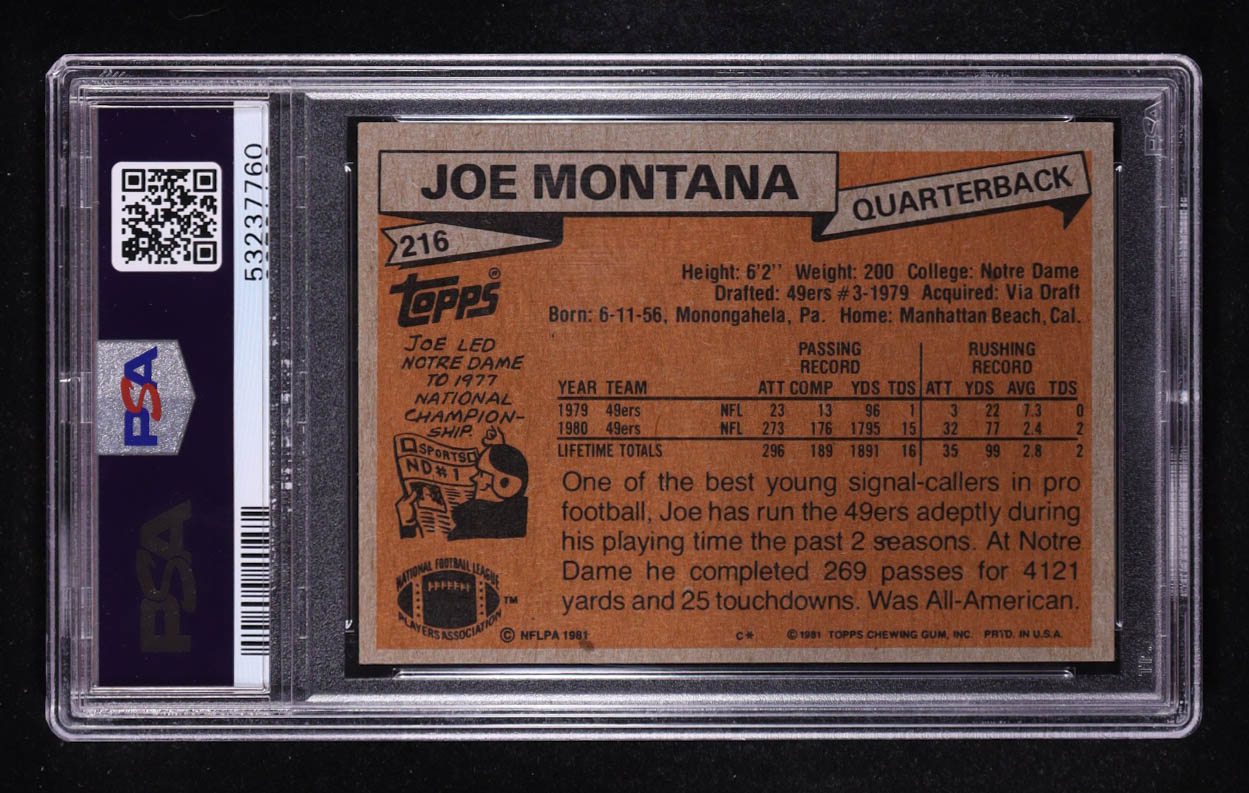 53237760
PSA
PSA
PSA
JOE MONTANA
QUARTERBACK
216
TOPPS®
Height: 6'2'' Weight: 200 College: Notre Dame
Drafted: 49ers #3-1979 Acquired: Via Draft
Born: 6-11-56, Monongahela, Pa. Home: Manhattan Beach, Cal.
JOE LED
NOTRE DAME
TO 1977
NATIONAL
CHAMPION-
SHIP.
SPORTS
ND#1
PASSING RUSHING
RECORD RECORD
YEAR TEAM ATT COMP YDS TDS ATT YDS AVG TDS
1979 49ers NFL 23 13 96 1 3 22 7.3 0
1980 49ers NFL 273 176 1795 15 32 77 2.4 2
LIFETIME TOTALS 296 189 1891 16 35 99 2.8 2
One of the best young signal-callers in pro
football, Joe has run the 49ers adeptly during
his playing time the past 2 seasons. At Notre
Dame he completed 269 passes for 4121
yards and 25 touchdowns. Was All-American.
NATIONAL FOOTBALL LEAGUE
PLAYERS ASSOCIATION
™
© NFLPA 1981
C* ©1981 TOPPS CHEWING GUM, INC. PRTD. IN U.S.A.